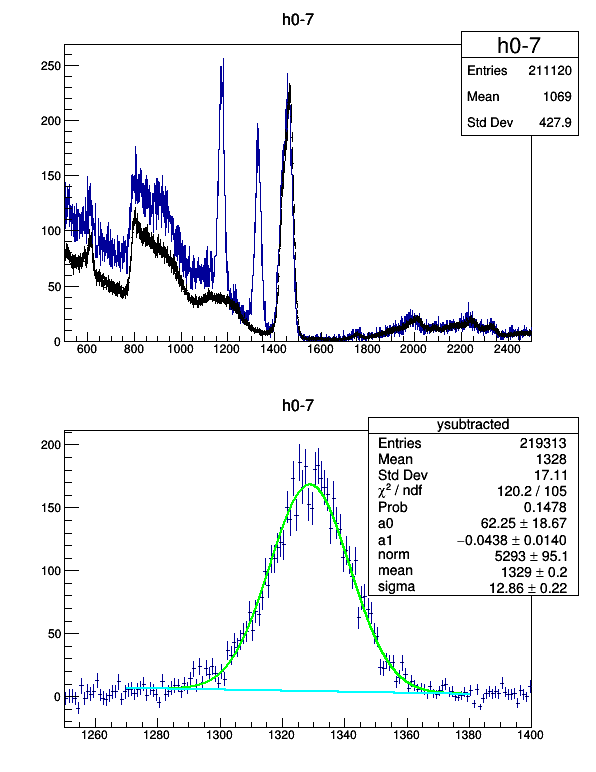 h0-7
h0-7
Entries 211120
Mean 1069
Std Dev 427.9
250
200
150
100
50
0
600 800 1000 1200 1400 1600 1800 2000 2200 2400
h0-7
ysubtracted
Entries 219313
Mean 1328
Std Dev 17.11
χ² / ndf 120.2 / 105
Prob 0.1478
a0 62.25 ± 18.67
a1 −0.0438 ± 0.0140
norm 5293 ± 95.1
mean 1329 ± 0.2
sigma 12.86 ± 0.22
200
150
100
50
0
1260 1280 1300 1320 1340 1360 1380 1400